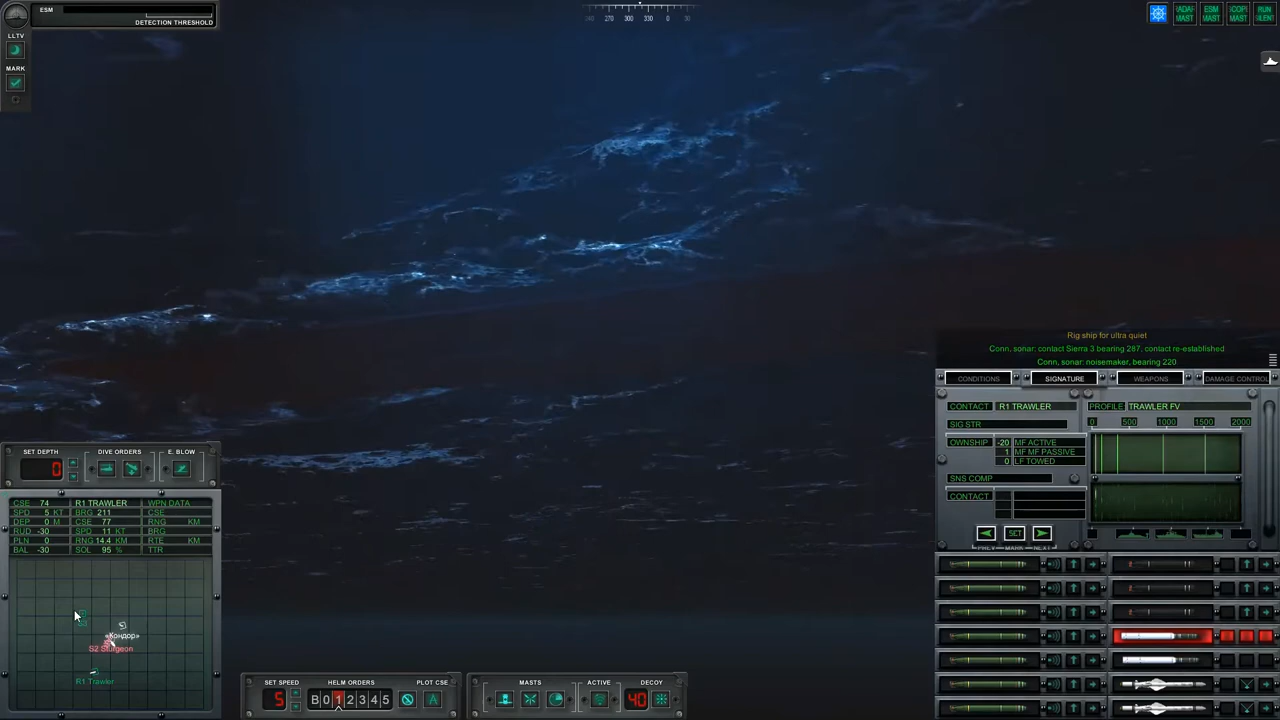 ESM
DETECTION THRESHOLD
LLTV
MARK
240 270 300 330 0 30
RADAR MAST
ESM MAST
SCOPE MAST
RUN SILENT
Rig ship for ultra quiet
Conn, sonar: contact Sierra 3 bearing 287, contact re-established
Conn, sonar: noisemaker, bearing 220
CONDITIONS SIGNATURE WEAPONS DAMAGE CONTROL
CONTACT R1 TRAWLER PROFILE TRAWLER FV
SIG STR 0 500 1000 1500 2000
OWNSHIP -20 MF ACTIVE
1 MF MF PASSIVE
0 LF TOWED
SNS COMP
CONTACT
SET
PREV MARK NEXT
SET DEPTH DIVE ORDERS E. BLOW
0
CSE 74 R1 TRAWLER WPN DATA
SPD 5 KT BRG 211 CSE
DEP 0 M CSE 77 RNG KM
RUD -30 SPD 11 KT BRG
PLN 0 RNG 14.4 KM RTE KM
BAL -30 SOL 95 % TTR
S3
«Кондор»
S2 Sturgeon
R1 Trawler
SET SPEED HELM ORDERS PLOT CSE
5 B 0 1 2 3 4 5 A
MASTS ACTIVE DECOY
40